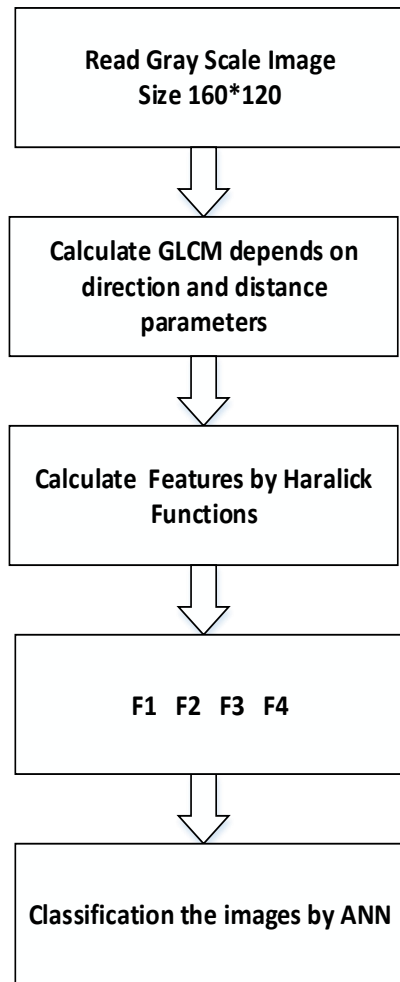 Read Gray Scale Image
Size 160*120
Calculate GLCM depends on
direction and distance
parameters
Calculate Features by Haralick
Functions
F1 F2 F3 F4
Classification the images by ANN